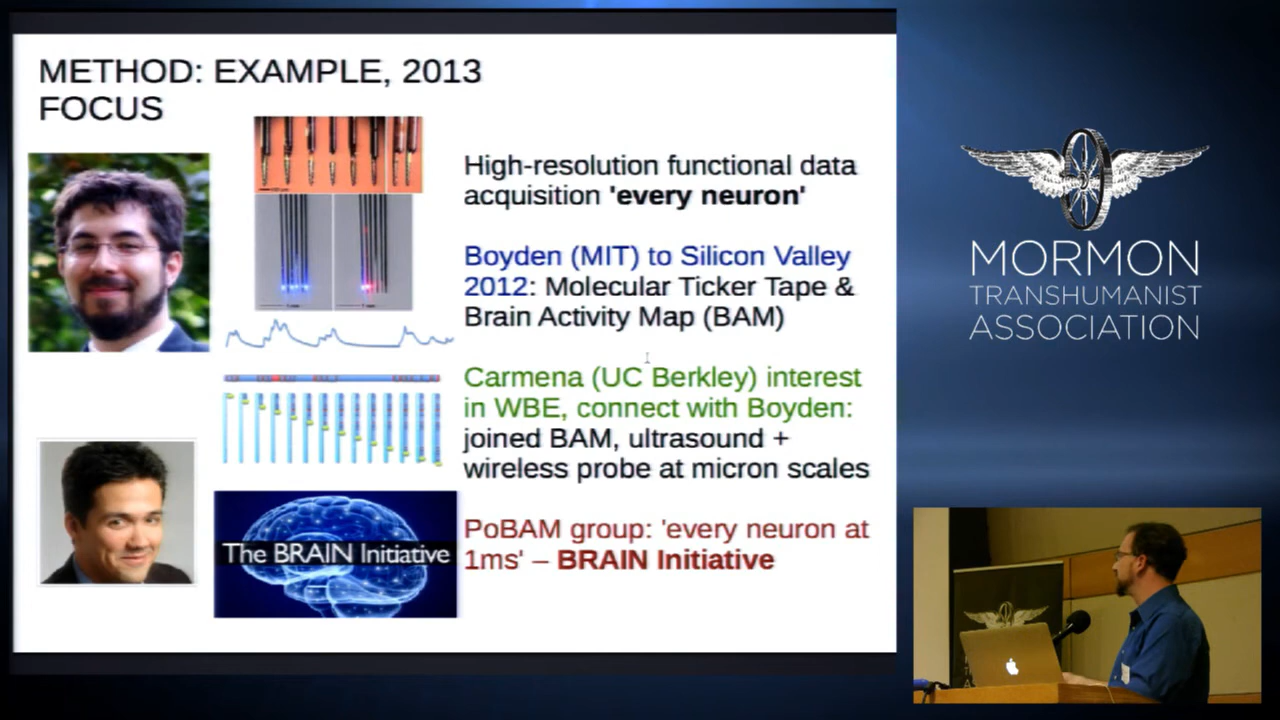 METHOD: EXAMPLE, 2013
FOCUS
High-resolution functional data
acquisition 'every neuron'
Boyden (MIT) to Silicon Valley
2012: Molecular Ticker Tape &
Brain Activity Map (BAM)
Carmena (UC Berkley) interest
in WBE, connect with Boyden:
joined BAM, ultrasound +
wireless probe at micron scales
The BRAIN Initiative
PoBAM group: 'every neuron at
1ms' – BRAIN Initiative
MORMON
TRANSHUMANIST
ASSOCIATION